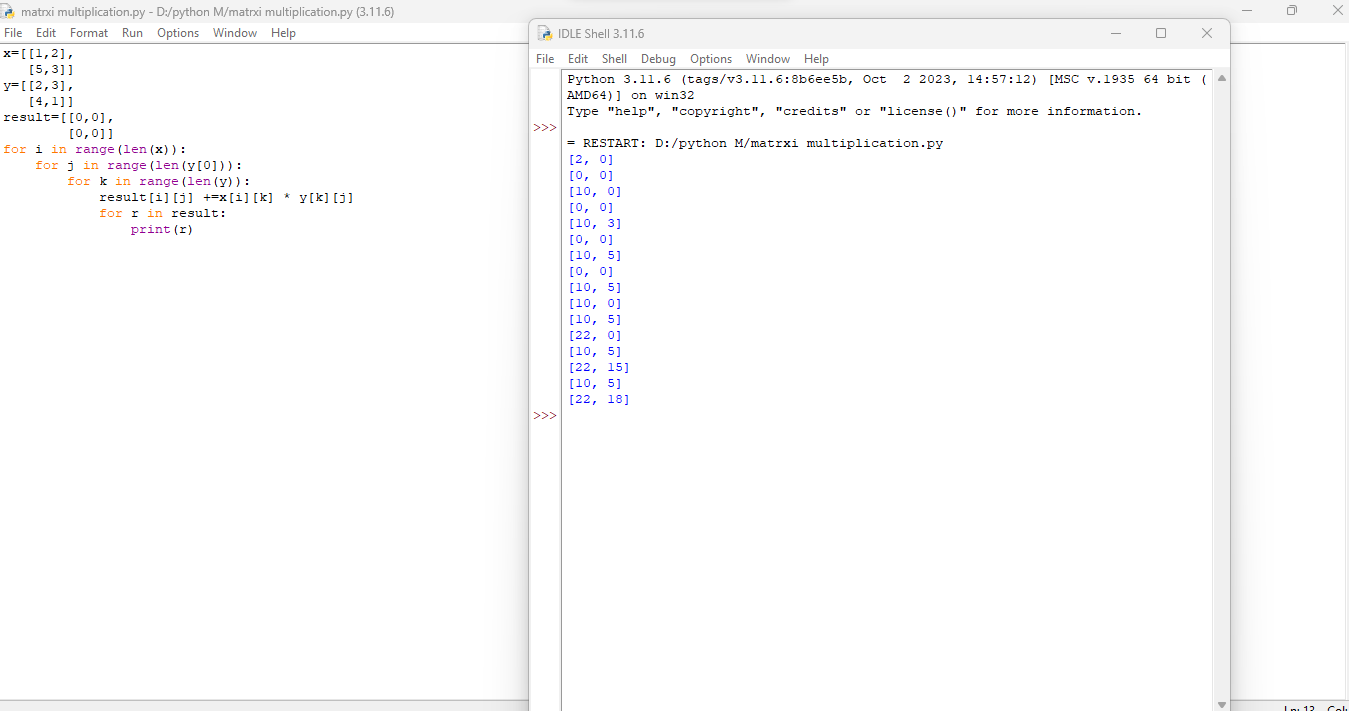 matrxi multiplication.py - D:/python M/matrxi multiplication.py (3.11.6)
File Edit Format Run Options Window Help
x=[[1,2],
   [5,3]]
y=[[2,3],
   [4,1]]
result=[[0,0],
        [0,0]]
for i in range(len(x)):
    for j in range(len(y[0])):
        for k in range(len(y)):
            result[i][j] +=x[i][k] * y[k][j]
            for r in result:
                print(r)
IDLE Shell 3.11.6
File Edit Shell Debug Options Window Help
Python 3.11.6 (tags/v3.11.6:8b6ee5b, Oct  2 2023, 14:57:12) [MSC v.1935 64 bit (
AMD64)] on win32
Type "help", "copyright", "credits" or "license()" for more information.
>>>
= RESTART: D:/python M/matrxi multiplication.py
[2, 0]
[0, 0]
[10, 0]
[0, 0]
[10, 3]
[0, 0]
[10, 5]
[0, 0]
[10, 5]
[10, 0]
[10, 5]
[22, 0]
[10, 5]
[22, 15]
[10, 5]
[22, 18]
>>>